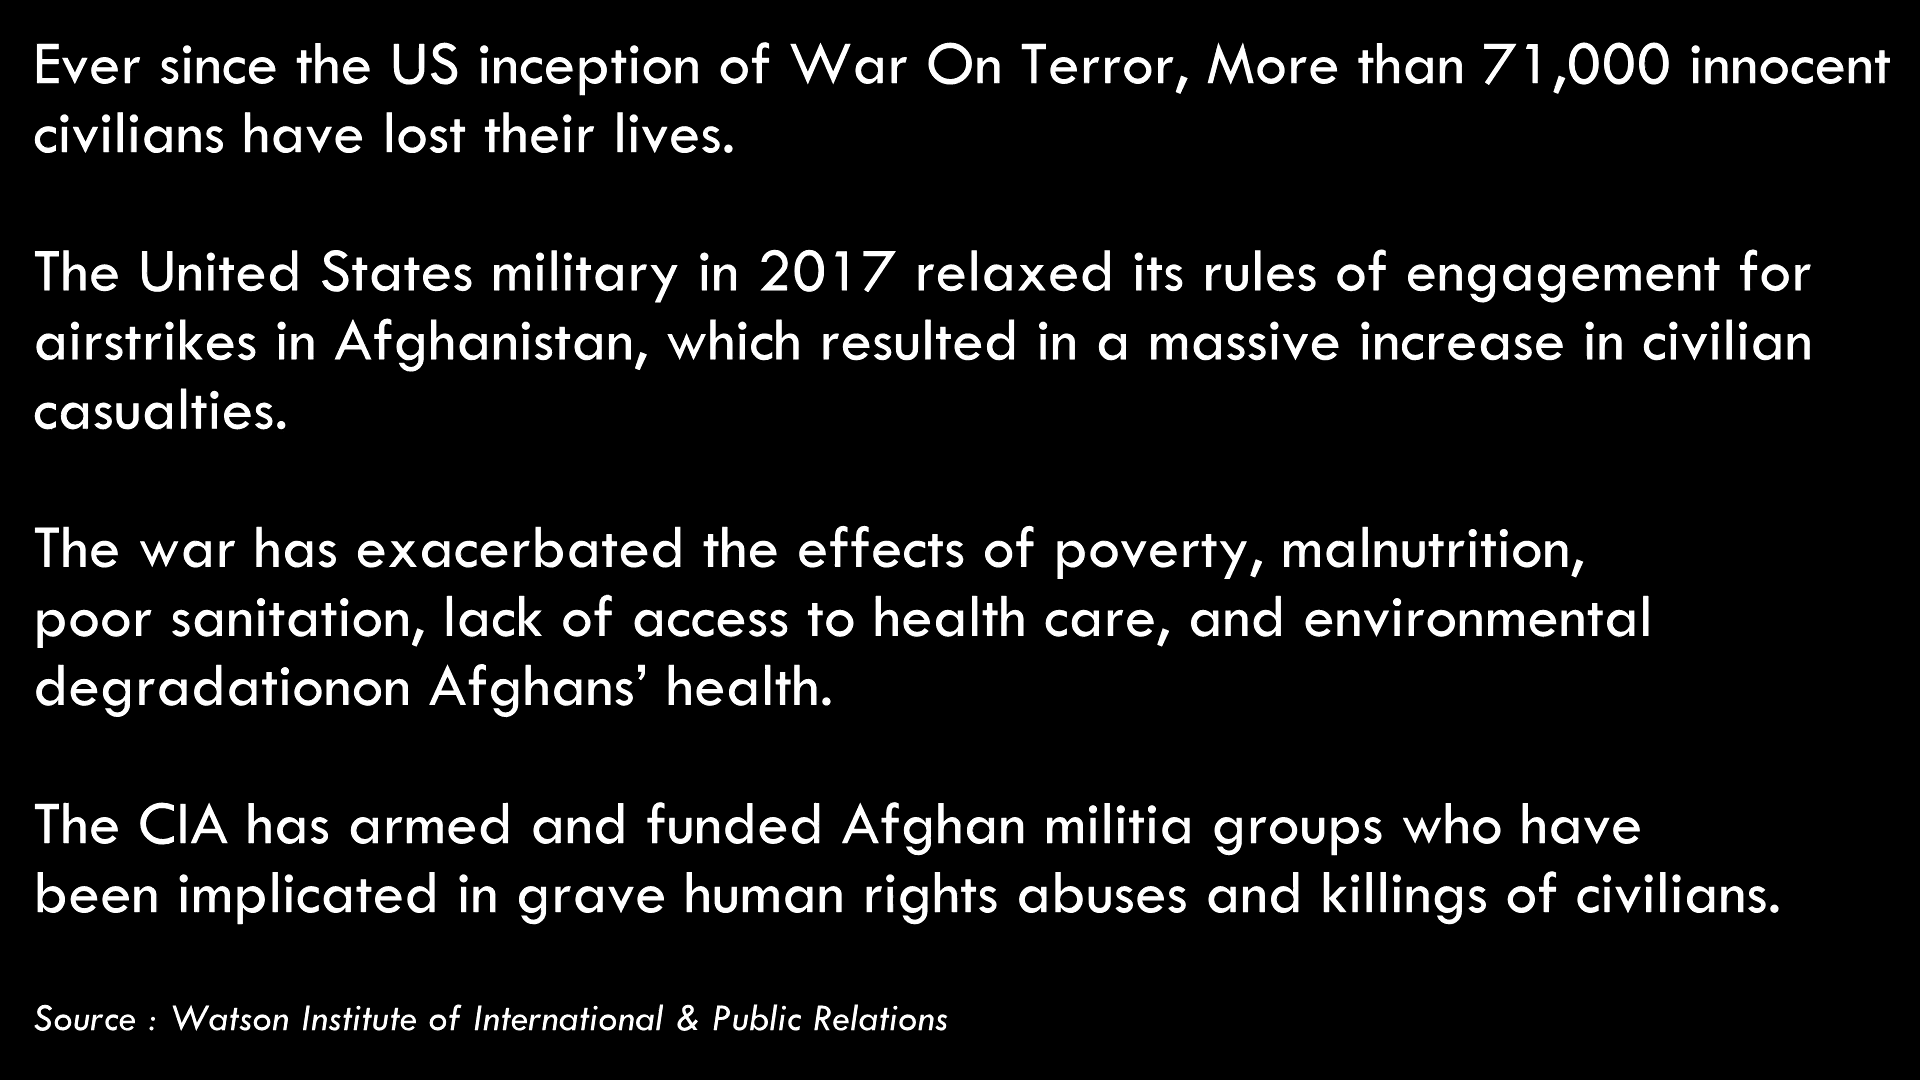 Ever since the US inception of War On Terror, More than 71,000 innocent
civilians have lost their lives.
The United States military in 2017 relaxed its rules of engagement for
airstrikes in Afghanistan, which resulted in a massive increase in civilian
casualties.
The war has exacerbated the effects of poverty, malnutrition,
poor sanitation, lack of access to health care, and environmental
degradationon Afghans’ health.
The CIA has armed and funded Afghan militia groups who have
been implicated in grave human rights abuses and killings of civilians.
Source : Watson Institute of International & Public Relations